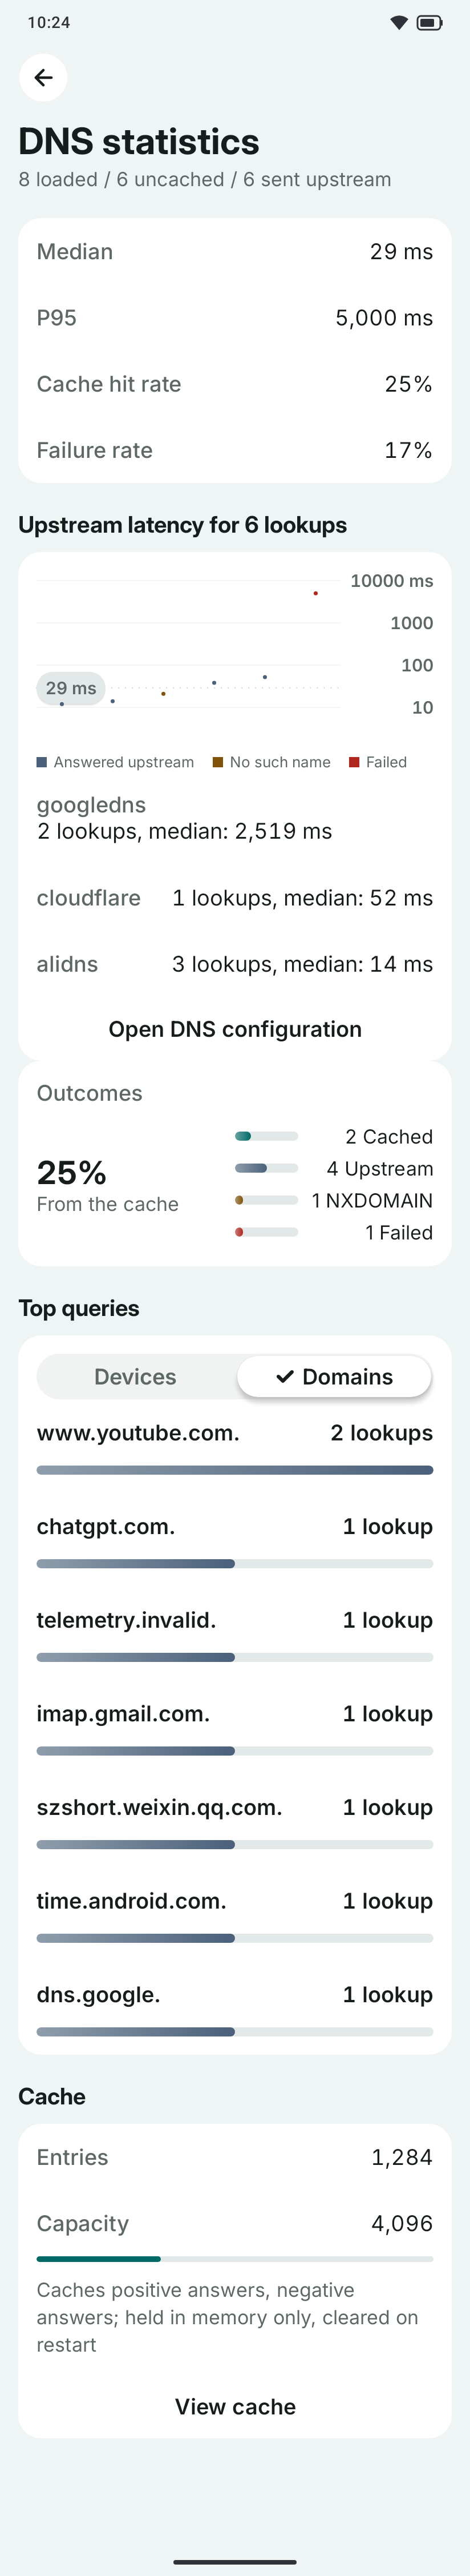 10:24
DNS statistics
8 loaded / 6 uncached / 6 sent upstream
Median 29 ms
P95 5,000 ms
Cache hit rate 25%
Failure rate 17%
Upstream latency for 6 lookups
10000 ms
1000
100
29 ms
10
Answered upstream No such name Failed
googledns
2 lookups, median: 2,519 ms
cloudflare 1 lookups, median: 52 ms
alidns 3 lookups, median: 14 ms
Open DNS configuration
Outcomes
25%
From the cache
2 Cached
4 Upstream
1 NXDOMAIN
1 Failed
Top queries
Devices Domains
www.youtube.com. 2 lookups
chatgpt.com. 1 lookup
telemetry.invalid. 1 lookup
imap.gmail.com. 1 lookup
szshort.weixin.qq.com. 1 lookup
time.android.com. 1 lookup
dns.google. 1 lookup
Cache
Entries 1,284
Capacity 4,096
Caches positive answers, negative
answers; held in memory only, cleared on
restart
View cache